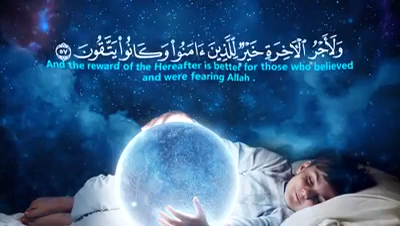 وَلَأَجْرُ ٱلْـَٔاخِرَةِ خَيْرٌ لِّلَّذِينَ ءَامَنُوا۟ وَكَانُوا۟ يَتَّقُونَ ۝٥٧
And the reward of the Hereafter is better for those who believed
and were fearing Allah .